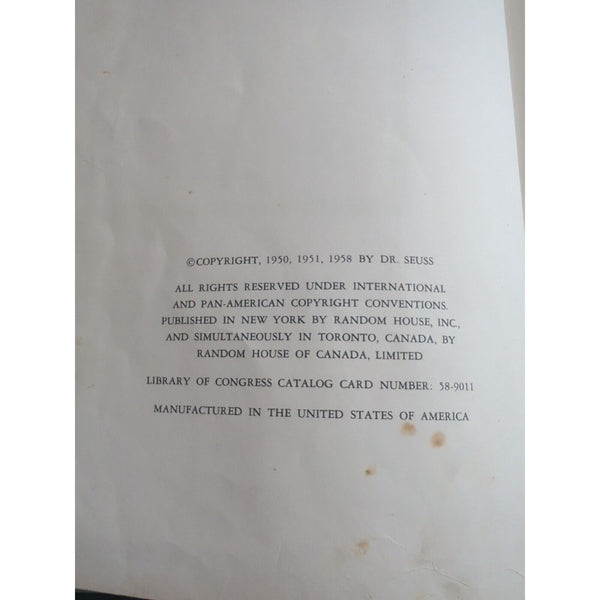 ©COPYRIGHT, 1950, 1951, 1958 BY DR. SEUSS
ALL RIGHTS RESERVED UNDER INTERNATIONAL
AND PAN-AMERICAN COPYRIGHT CONVENTIONS.
PUBLISHED IN NEW YORK BY RANDOM HOUSE, INC.,
AND SIMULTANEOUSLY IN TORONTO, CANADA, BY
RANDOM HOUSE OF CANADA, LIMITED
LIBRARY OF CONGRESS CATALOG CARD NUMBER: 58-9011
MANUFACTURED IN THE UNITED STATES OF AMERICA